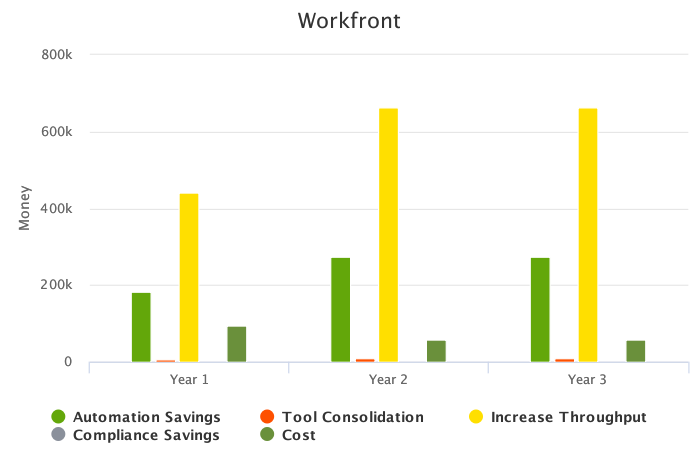 Workfront
800k
600k
400k
200k
0
Money
Year 1 Year 2 Year 3
Automation Savings Tool Consolidation Increase Throughput
Compliance Savings Cost